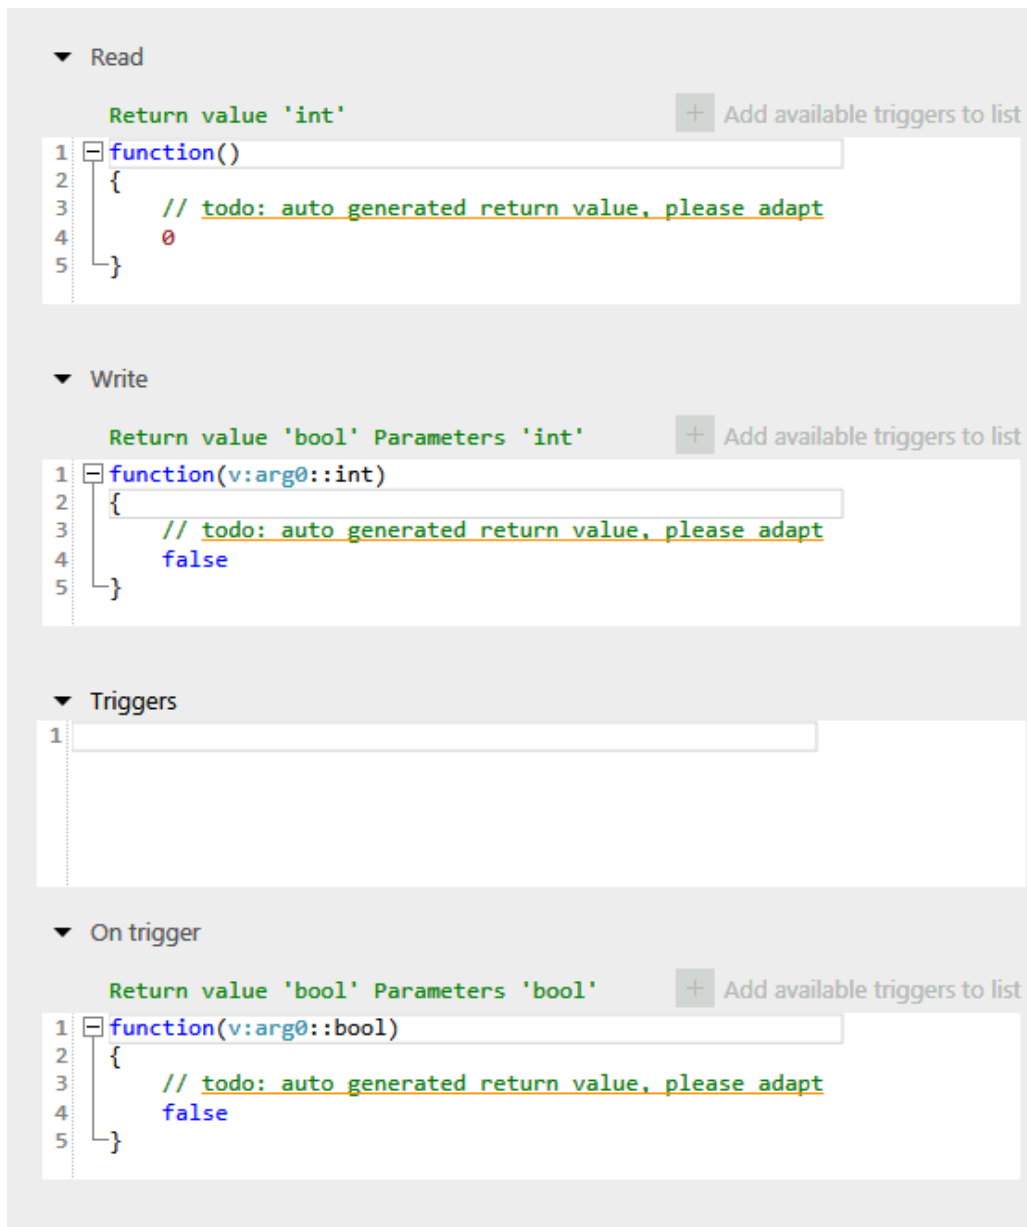 Read
Return value 'int' + Add available triggers to list
1 function()
2 {
3 // todo: auto generated return value, please adapt
4 0
5 }
Write
Return value 'bool' Parameters 'int' + Add available triggers to list
1 function(v:arg0::int)
2 {
3 // todo: auto generated return value, please adapt
4 false
5 }
Triggers
1
On trigger
Return value 'bool' Parameters 'bool' + Add available triggers to list
1 function(v:arg0::bool)
2 {
3 // todo: auto generated return value, please adapt
4 false
5 }